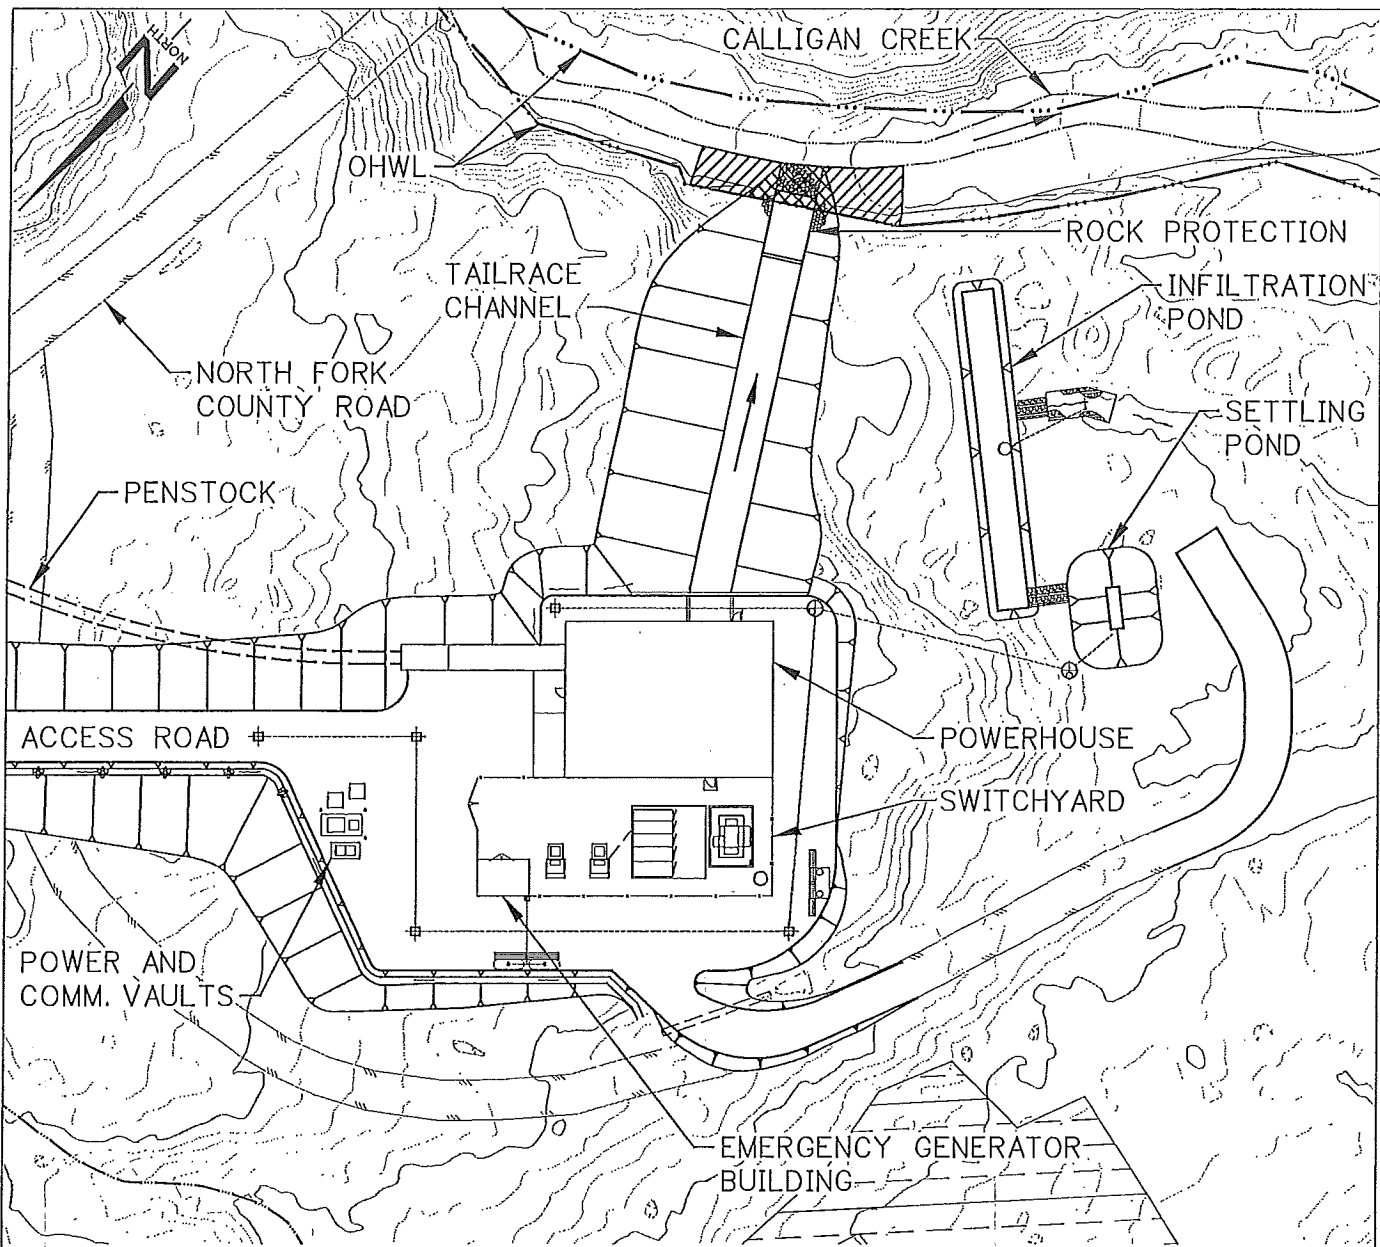 NORTH
NORTH
CALLIGAN CREEK
OHWL
ROCK PROTECTION
TAILRACE
CHANNEL
INFILTRATION
POND
NORTH FORK
COUNTY ROAD
SETTLING
POND
PENSTOCK
ACCESS ROAD
POWERHOUSE
SWITCHYARD
POWER AND
COMM. VAULTS
EMERGENCY GENERATOR
BUILDING